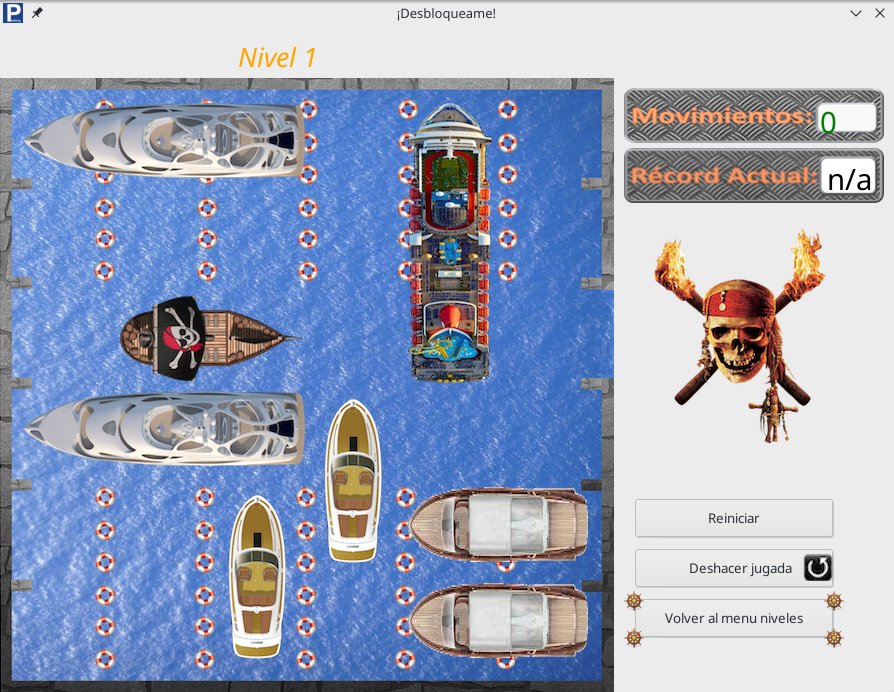 P
¡Desbloqueame!
Nivel 1
Movimientos: 0
Récord Actual: n/a
Reiniciar
Deshacer jugada
Volver al menu niveles